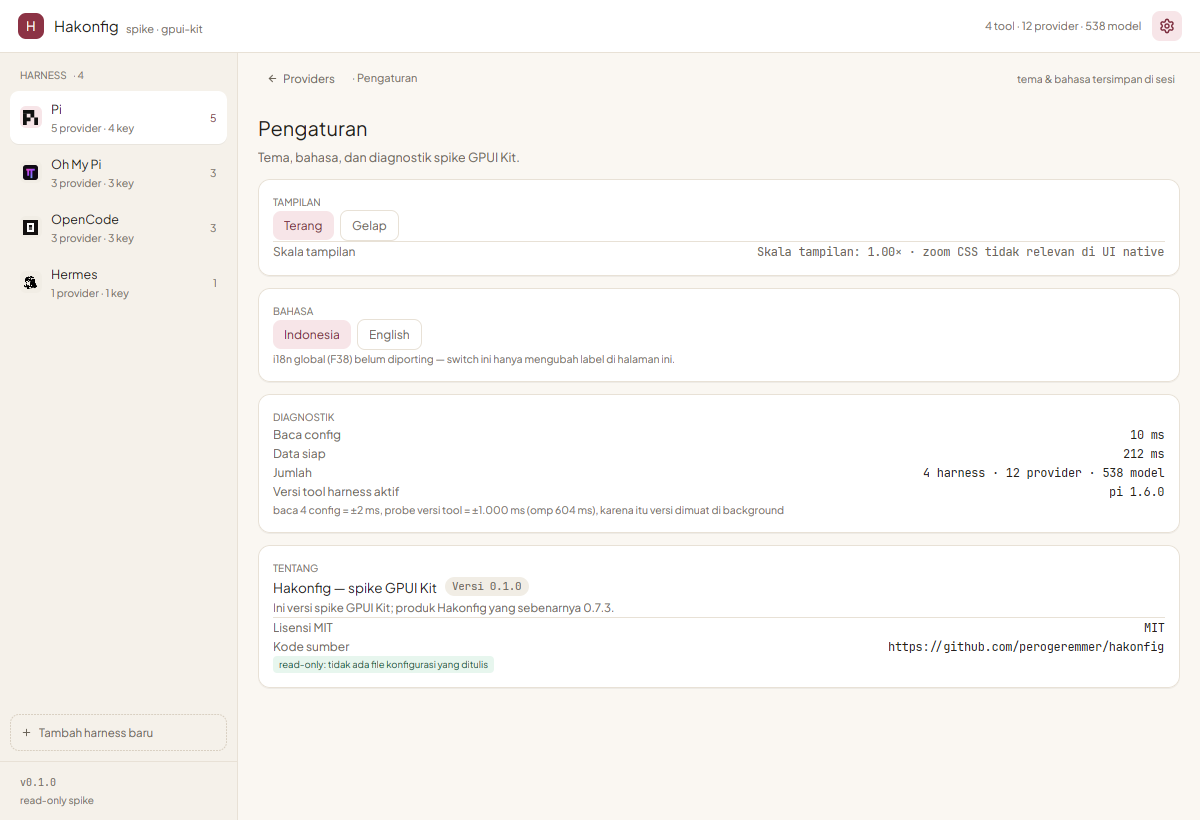 H Hakonfig spike · gpui-kit
4 tool · 12 provider · 538 model
HARNESS · 4
Pi
5 provider · 4 key
5
Oh My Pi
3 provider · 3 key
3
OpenCode
3 provider · 3 key
3
Hermes
1 provider · 1 key
1
+ Tambah harness baru
v0.1.0
read-only spike
← Providers · Pengaturan
tema & bahasa tersimpan di sesi
Pengaturan
Tema, bahasa, dan diagnostik spike GPUI Kit.
TAMPILAN
Terang Gelap
Skala tampilan Skala tampilan: 1.00× · zoom CSS tidak relevan di UI native
BAHASA
Indonesia English
i18n global (F38) belum diporting — switch ini hanya mengubah label di halaman ini.
DIAGNOSTIK
Baca config 10 ms
Data siap 212 ms
Jumlah 4 harness · 12 provider · 538 model
Versi tool harness aktif pi 1.6.0
baca 4 config = ±2 ms, probe versi tool = ±1.000 ms (omp 604 ms), karena itu versi dimuat di background
TENTANG
Hakonfig — spike GPUI Kit Versi 0.1.0
Ini versi spike GPUI Kit; produk Hakonfig yang sebenarnya 0.7.3.
Lisensi MIT MIT
Kode sumber https://github.com/perogeremmer/hakonfig
read-only: tidak ada file konfigurasi yang ditulis